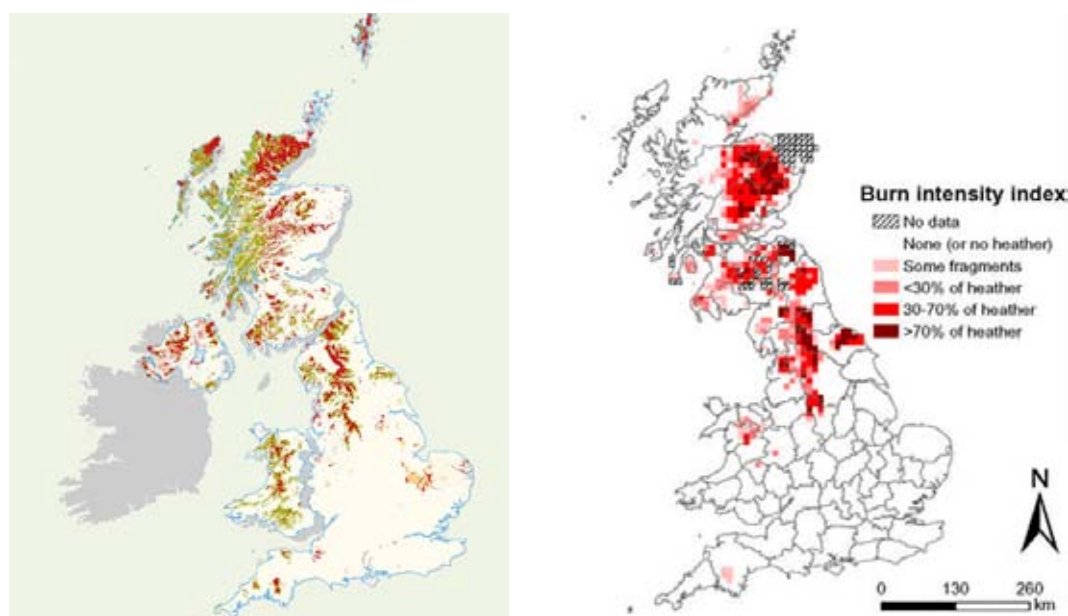 Burn intensity index
No data
None (or no heather)
Some fragments
<30% of heather
30-70% of heather
>70% of heather
N
0 130 260
km